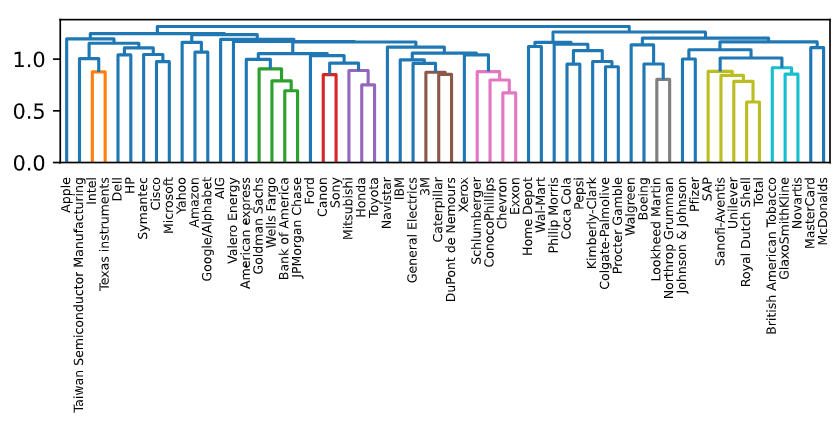 1.0
0.5
0.0
Apple
Taiwan Semiconductor Manufacturing
Intel
Texas instruments
Dell
HP
Symantec
Cisco
Microsoft
Yahoo
Amazon
Google/Alphabet
AIG
Valero Energy
American express
Goldman Sachs
Wells Fargo
Bank of America
JPMorgan Chase
Ford
Canon
Sony
Mitsubishi
Honda
Toyota
Navistar
IBM
General Electrics
3M
Caterpillar
DuPont de Nemours
Xerox
Schlumberger
ConocoPhillips
Chevron
Exxon
Home Depot
Wal-Mart
Philip Morris
Coca Cola
Pepsi
Kimberly-Clark
Colgate-Palmolive
Procter Gamble
Walgreen
Boeing
Lookheed Martin
Northrop Grumman
Johnson & Johnson
Pfizer
SAP
Sanofi-Aventis
Unilever
Royal Dutch Shell
Total
British American Tobacco
GlaxoSmithKline
Novartis
MasterCard
McDonalds